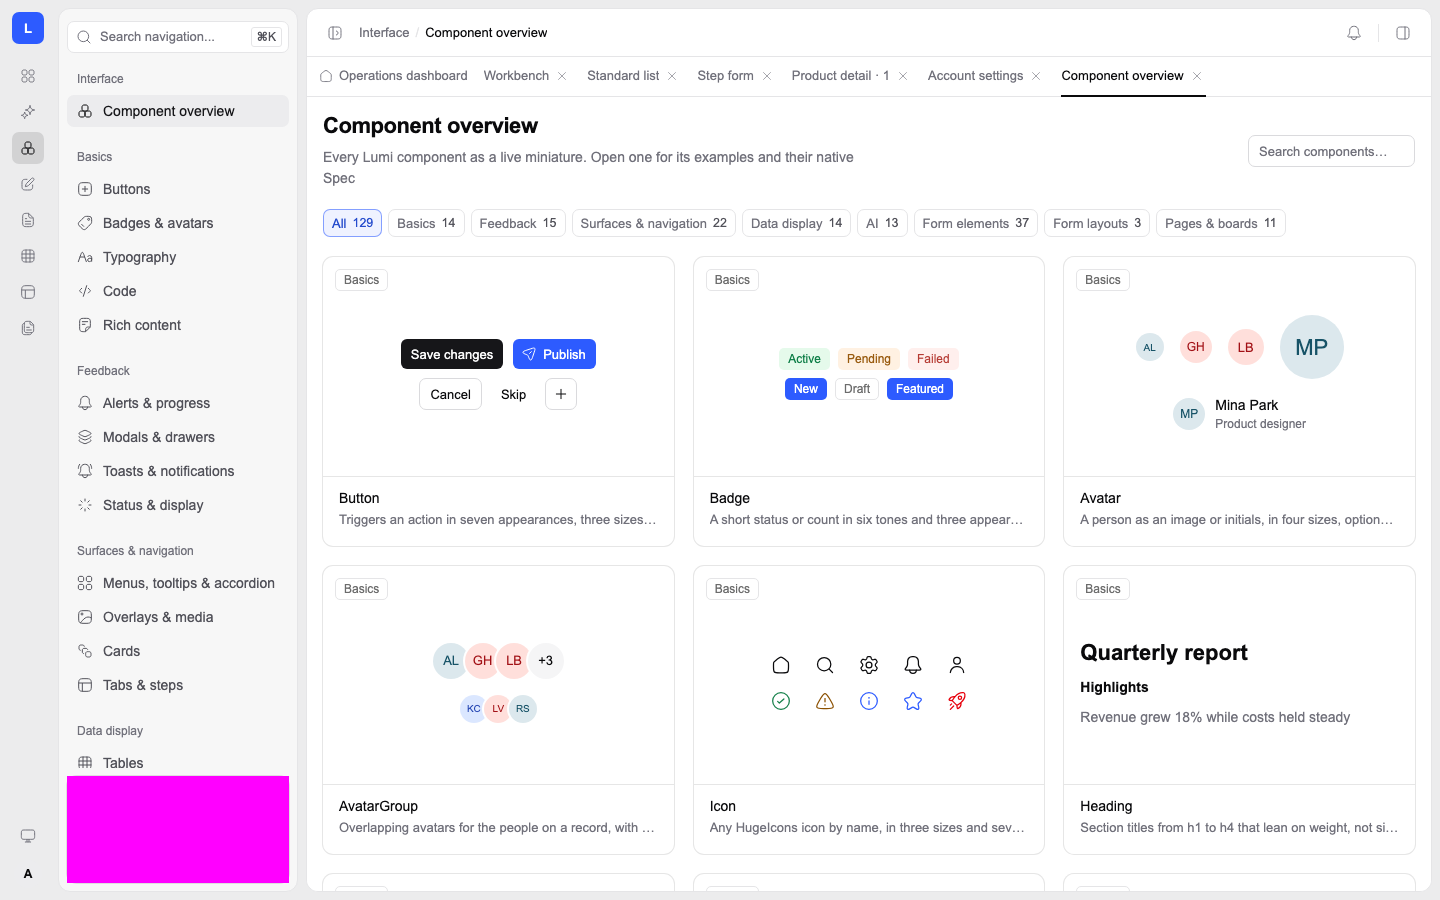 L
Search navigation...
⌘K
Interface
Component overview
Basics
Buttons
Badges & avatars
Typography
Code
Rich content
Feedback
Alerts & progress
Modals & drawers
Toasts & notifications
Status & display
Surfaces & navigation
Menus, tooltips & accordion
Overlays & media
Cards
Tabs & steps
Data display
Tables
A
Interface / Component overview
Operations dashboard
Workbench
Standard list
Step form
Product detail · 1
Account settings
Component overview
Component overview
Every Lumi component as a live miniature. Open one for its examples and their native
Spec
Search components…
All 129
Basics 14
Feedback 15
Surfaces & navigation 22
Data display 14
AI 13
Form elements 37
Form layouts 3
Pages & boards 11
Basics
Save changes
Publish
Cancel
Skip
Button
Triggers an action in seven appearances, three sizes…
Basics
Active
Pending
Failed
New
Draft
Featured
Badge
A short status or count in six tones and three appear…
Basics
AL
GH
LB
MP
MP
Mina Park
Product designer
Avatar
A person as an image or initials, in four sizes, option…
Basics
AL
GH
LB
+3
KC
LV
RS
AvatarGroup
Overlapping avatars for the people on a record, with …
Basics
Icon
Any HugeIcons icon by name, in three sizes and sev…
Basics
Quarterly report
Highlights
Revenue grew 18% while costs held steady
Heading
Section titles from h1 to h4 that lean on weight, not si…